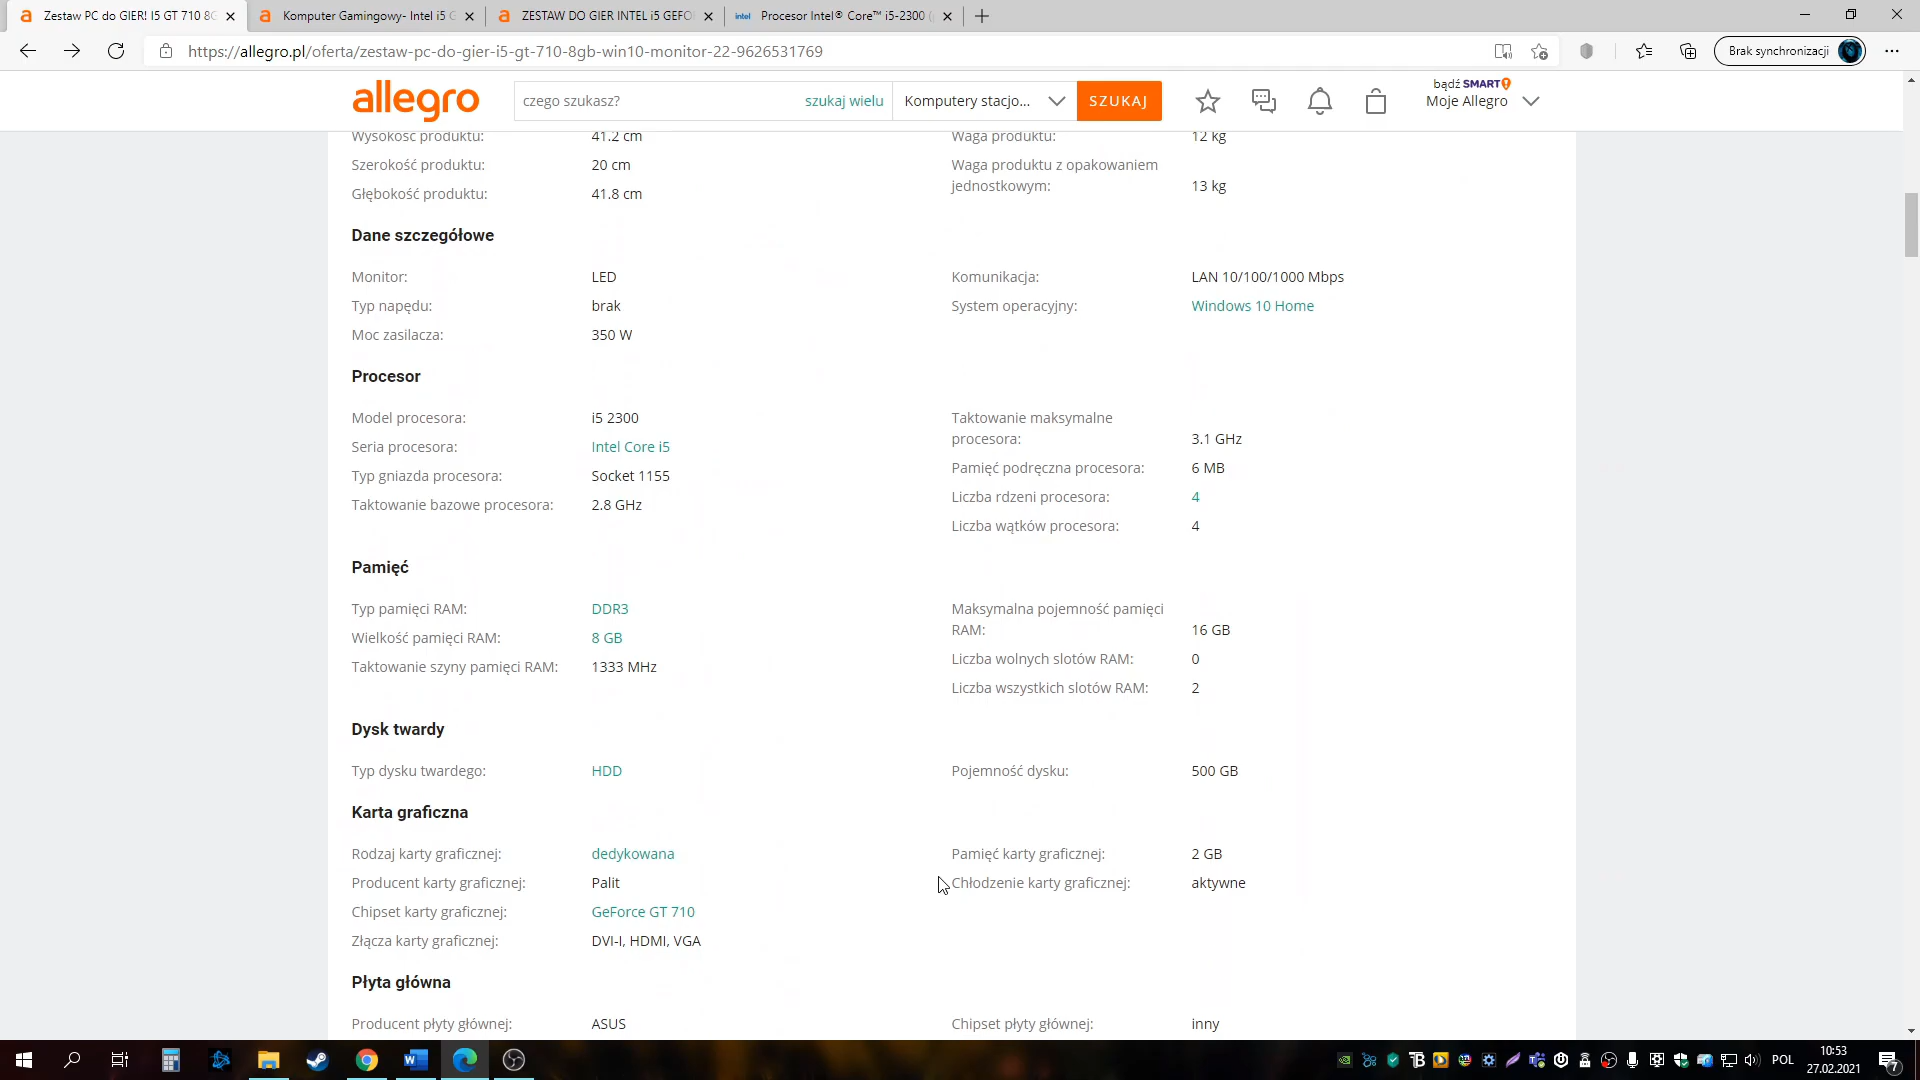 Zestaw PC do GIER! I5 GT 710 8G
Komputer Gamingowy- Intel i5 G
ZESTAW DO GIER INTEL i5 GEFO
intel Procesor Intel® Core™ i5-2300 (
https://allegro.pl/oferta/zestaw-pc-do-gier-i5-gt-710-8gb-win10-monitor-22-9626531769
Brak synchronizacji
allegro
czego szukasz?
szukaj wielu
Komputery stacjo...
SZUKAJ
bądź SMART!
Moje Allegro
Wysokość produktu: 41.2 cm
Waga produktu: 12 kg
Szerokość produktu: 20 cm
Waga produktu z opakowaniem
jednostkowym: 13 kg
Głębokość produktu: 41.8 cm
Dane szczegółowe
Monitor: LED
Komunikacja: LAN 10/100/1000 Mbps
Typ napędu: brak
System operacyjny: Windows 10 Home
Moc zasilacza: 350 W
Procesor
Model procesora: i5 2300
Taktowanie maksymalne
procesora: 3.1 GHz
Seria procesora: Intel Core i5
Pamięć podręczna procesora: 6 MB
Typ gniazda procesora: Socket 1155
Liczba rdzeni procesora: 4
Taktowanie bazowe procesora: 2.8 GHz
Liczba wątków procesora: 4
Pamięć
Typ pamięci RAM: DDR3
Maksymalna pojemność pamięci
RAM: 16 GB
Wielkość pamięci RAM: 8 GB
Liczba wolnych slotów RAM: 0
Taktowanie szyny pamięci RAM: 1333 MHz
Liczba wszystkich slotów RAM: 2
Dysk twardy
Typ dysku twardego: HDD
Pojemność dysku: 500 GB
Karta graficzna
Rodzaj karty graficznej: dedykowana
Pamięć karty graficznej: 2 GB
Producent karty graficznej: Palit
Chłodzenie karty graficznej: aktywne
Chipset karty graficznej: GeForce GT 710
Złącza karty graficznej: DVI-I, HDMI, VGA
Płyta główna
Producent płyty głównej: ASUS
Chipset płyty głównej: inny
POL
10:53
27.02.2021
7